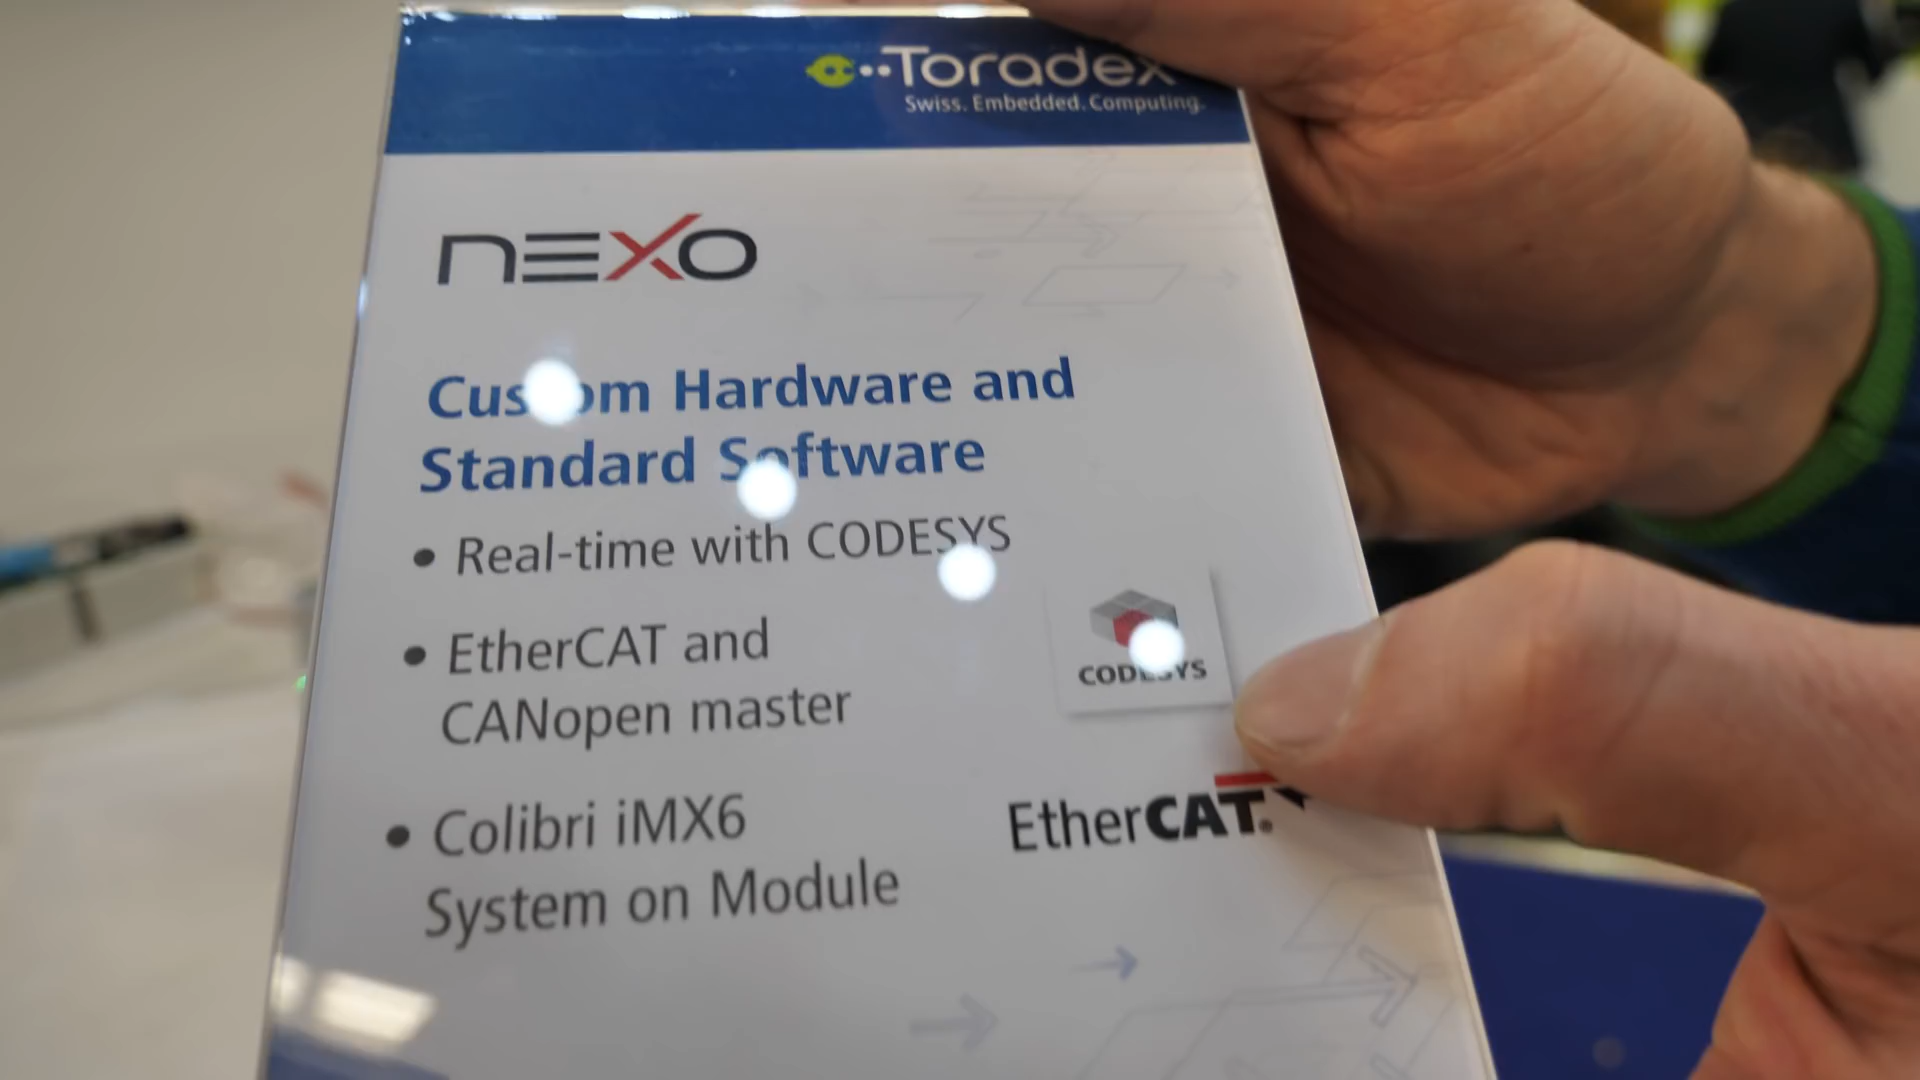 Toradex
Swiss. Embedded. Computing.
nexo
Custom Hardware and
Standard Software
• Real-time with CODESYS
• EtherCAT and
CANopen master
CODESYS
• Colibri iMX6
System on Module
EtherCAT®